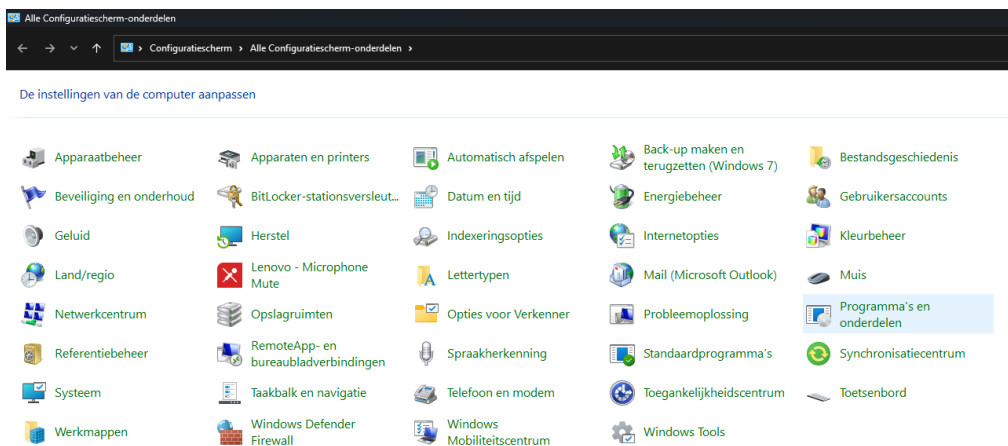 Alle Configuratiescherm-onderdelen
Configuratiescherm › Alle Configuratiescherm-onderdelen ›
De instellingen van de computer aanpassen
Apparaatbeheer
Apparaten en printers
Automatisch afspelen
Back-up maken en
terugzetten (Windows 7)
Bestandsgeschiedenis
Beveiliging en onderhoud
BitLocker-stationsversleut...
Datum en tijd
Energiebeheer
Gebruikersaccounts
Geluid
Herstel
Indexeringsopties
Internetopties
Kleurbeheer
Land/regio
Lenovo - Microphone
Mute
Lettertypen
Mail (Microsoft Outlook)
Muis
Netwerkcentrum
Opslagruimten
Opties voor Verkenner
Probleemoplossing
Programma's en
onderdelen
Referentiebeheer
RemoteApp- en
bureaubladverbindingen
Spraakherkenning
Standaardprogramma's
Synchronisatiecentrum
Systeem
Taakbalk en navigatie
Telefoon en modem
Toegankelijkheidscentrum
Toetsenbord
Werkmappen
Windows Defender
Firewall
Windows
Mobiliteitscentrum
Windows Tools